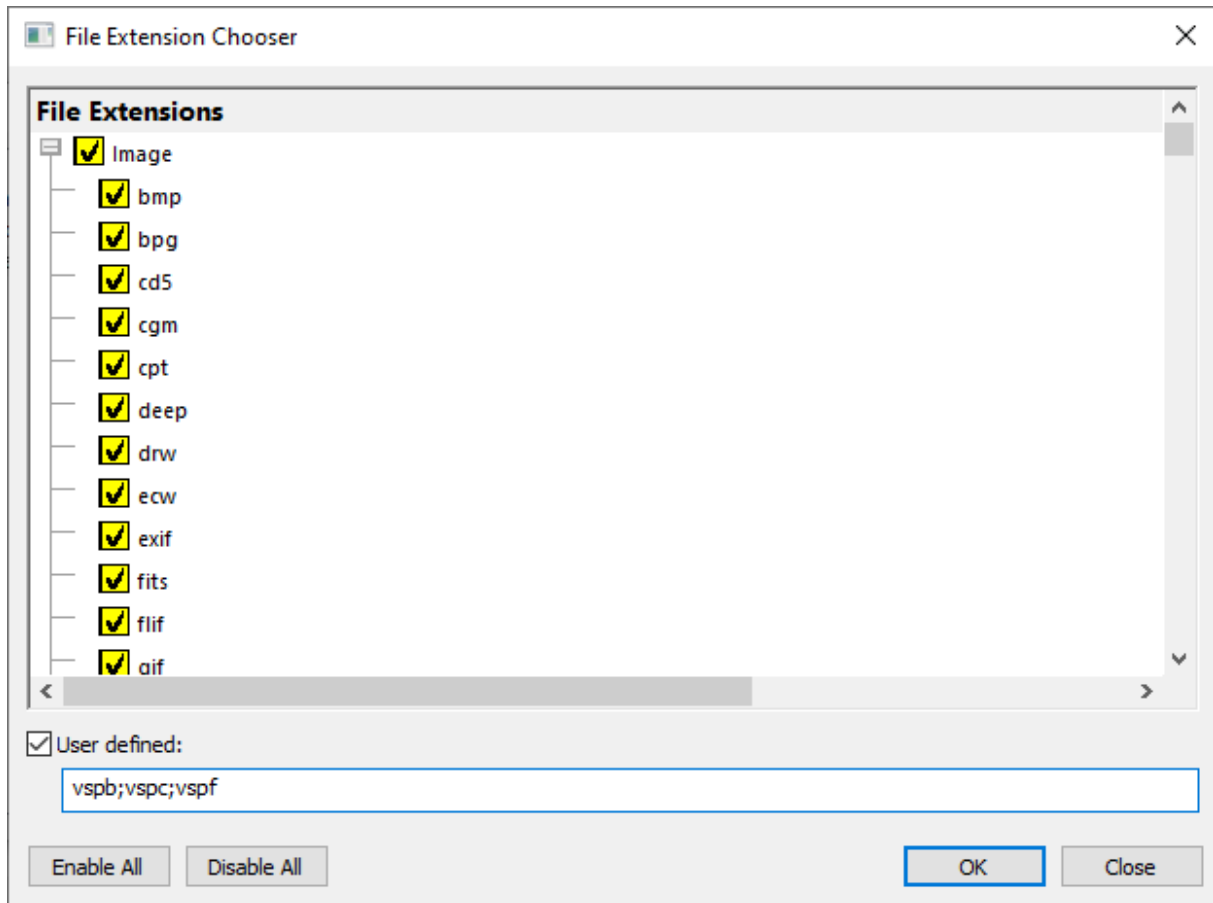 File Extension Chooser
File Extensions
Image
bmp
bpg
cd5
cgm
cpt
deep
drw
ecw
exif
fits
flif
gif
User defined:
vspb;vspc;vspf
Enable All Disable All OK Close